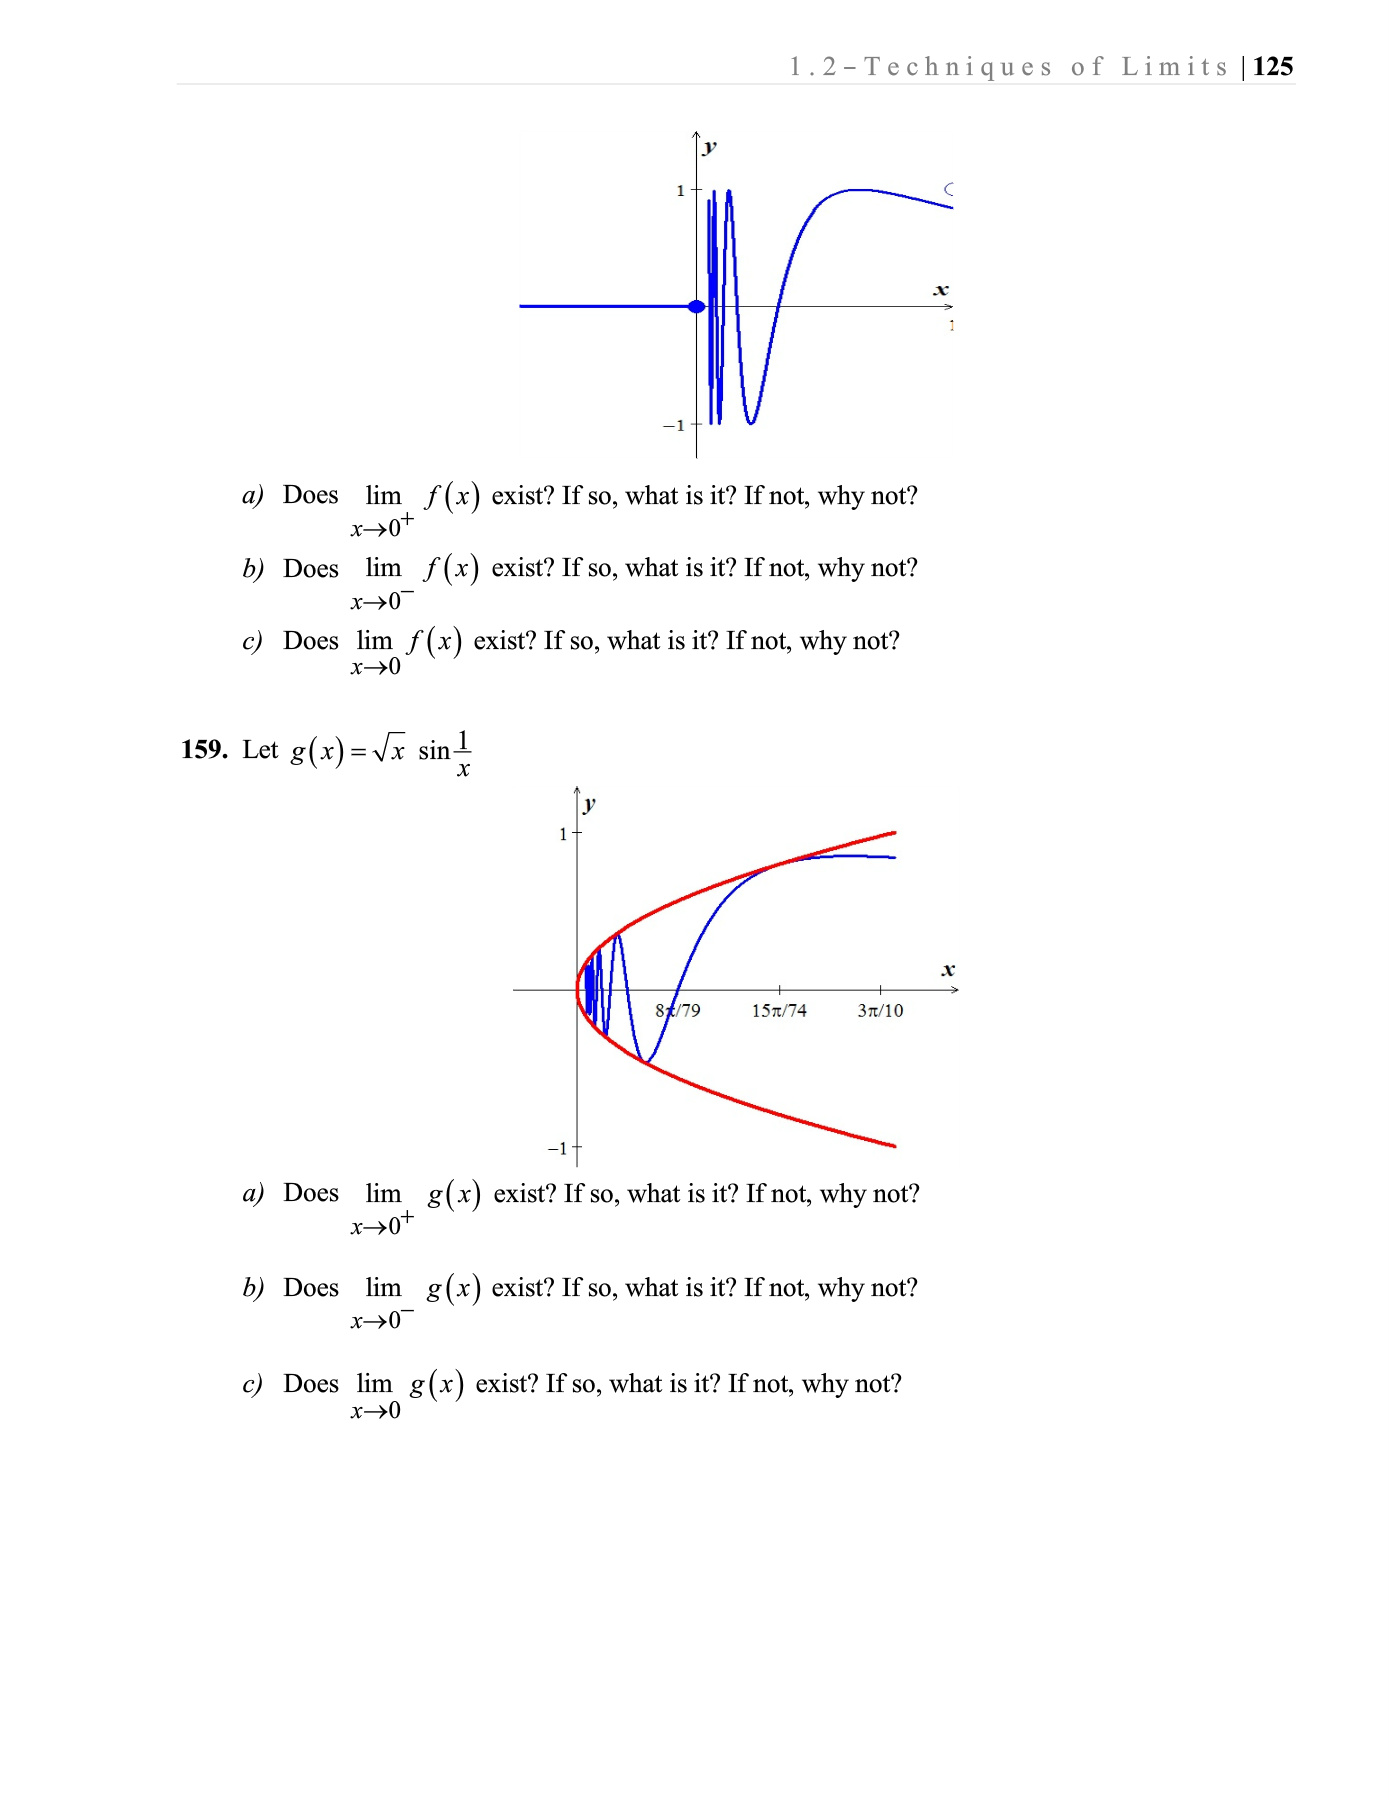 1.2–Techniques of Limits |125
y
1
x
1
−1
a) Does lim x→0⁺ f(x) exist? If so, what is it? If not, why not?
b) Does lim x→0⁻ f(x) exist? If so, what is it? If not, why not?
c) Does lim x→0 f(x) exist? If so, what is it? If not, why not?
159. Let g(x)=√x sin 1/x
y
1
x
8π/79 15π/74 3π/10
−1
a) Does lim x→0⁺ g(x) exist? If so, what is it? If not, why not?
b) Does lim x→0⁻ g(x) exist? If so, what is it? If not, why not?
c) Does lim x→0 g(x) exist? If so, what is it? If not, why not?